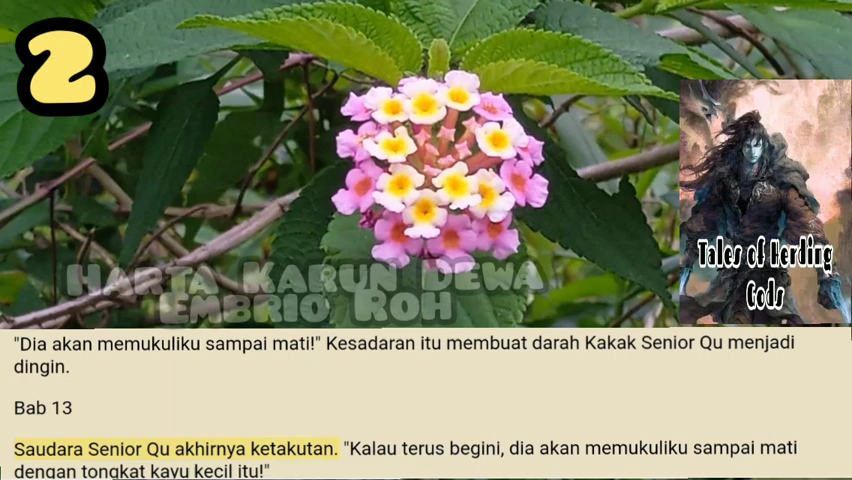 2
Tales of Herding
Gods
HARTA KARUN DEWA
EMBRIO ROH
"Dia akan memukuliku sampai mati!" Kesadaran itu membuat darah Kakak Senior Qu menjadi
dingin.
Bab 13
Saudara Senior Qu akhirnya ketakutan. "Kalau terus begini, dia akan memukuliku sampai mati
dengan tongkat kayu kecil itu!"